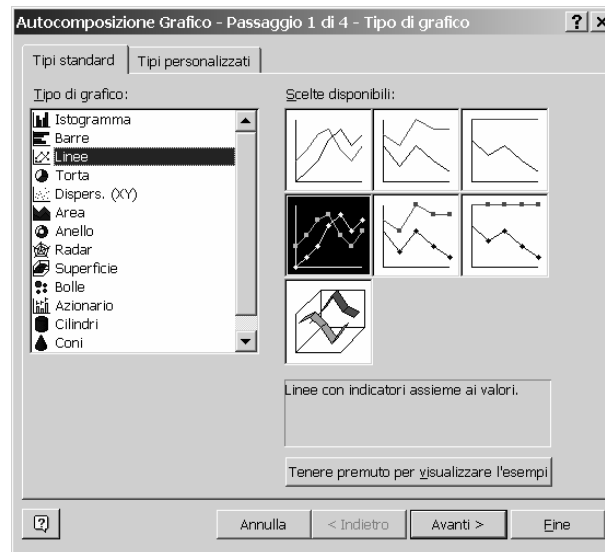 Autocomposizione Grafico - Passaggio 1 di 4 - Tipo di grafico
Tipi standard
Tipi personalizzati
Tipo di grafico:
Istogramma
Barre
Linee
Torta
Dispers. (XY)
Area
Anello
Radar
Superficie
Bolle
Azionario
Cilindri
Coni
Scelte disponibili:
Linee con indicatori assieme ai valori.
Tenere premuto per visualizzare l'esempi
Annulla
< Indietro
Avanti >
Fine